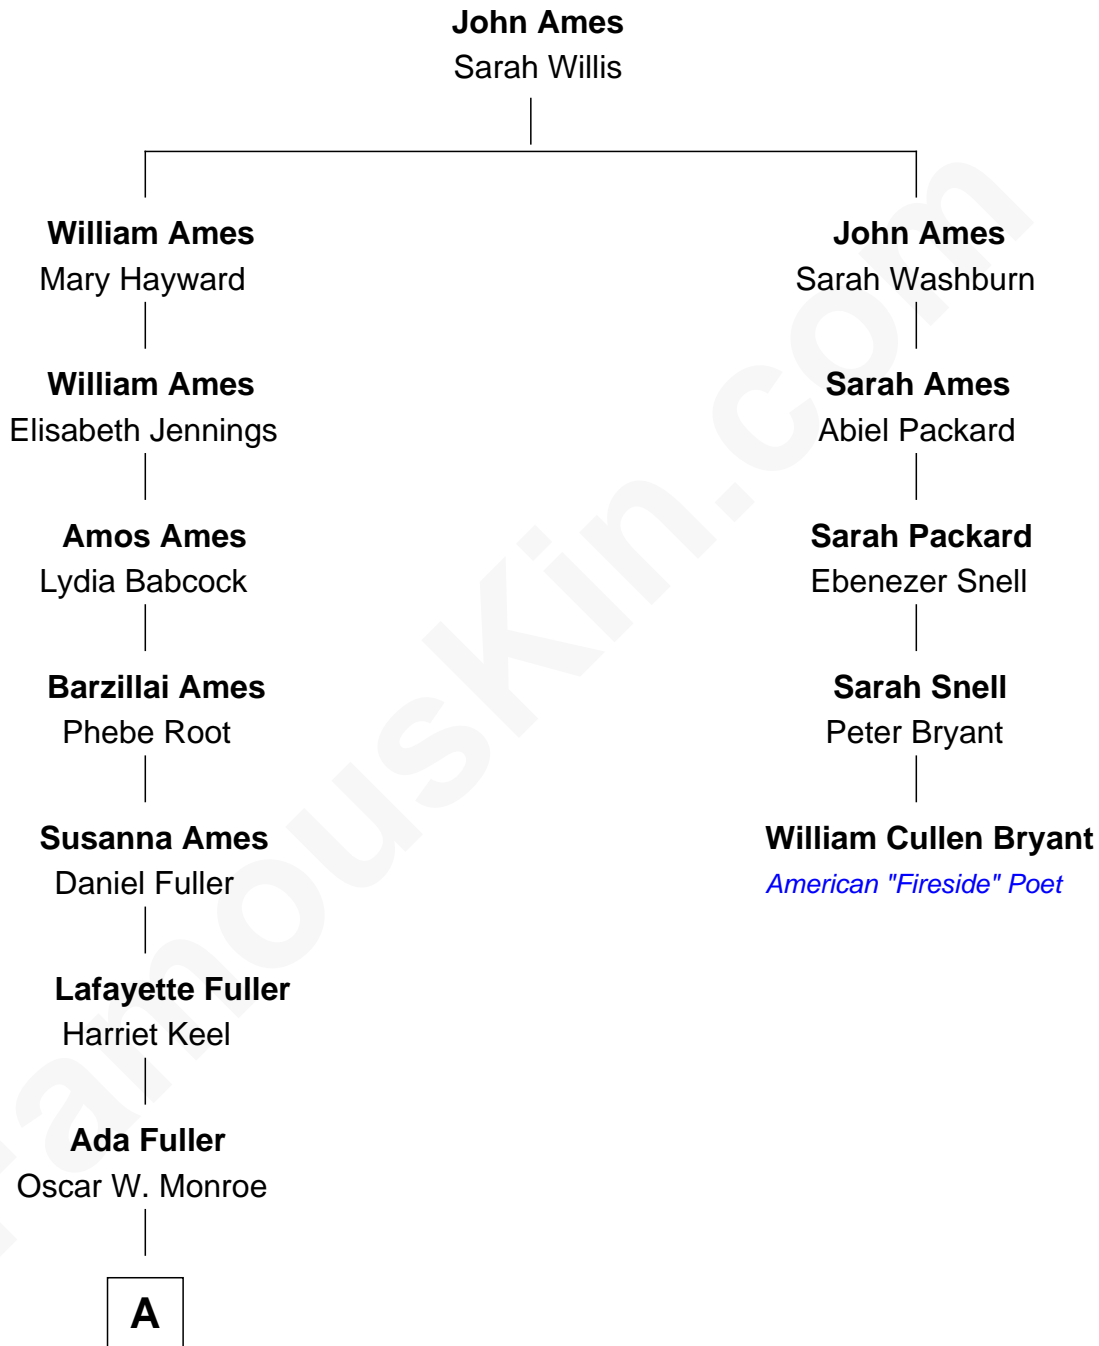 John Ames
Sarah Willis
William Ames
Mary Hayward
William Ames
Elisabeth Jennings
Amos Ames
Lydia Babcock
Barzillai Ames
Phebe Root
Susanna Ames
Daniel Fuller
Lafayette Fuller
Harriet Keel
Ada Fuller
Oscar W. Monroe
A
John Ames
Sarah Washburn
Sarah Ames
Abiel Packard
Sarah Packard
Ebenezer Snell
Sarah Snell
Peter Bryant
William Cullen Bryant
American "Fireside" Poet
FamousKin.com